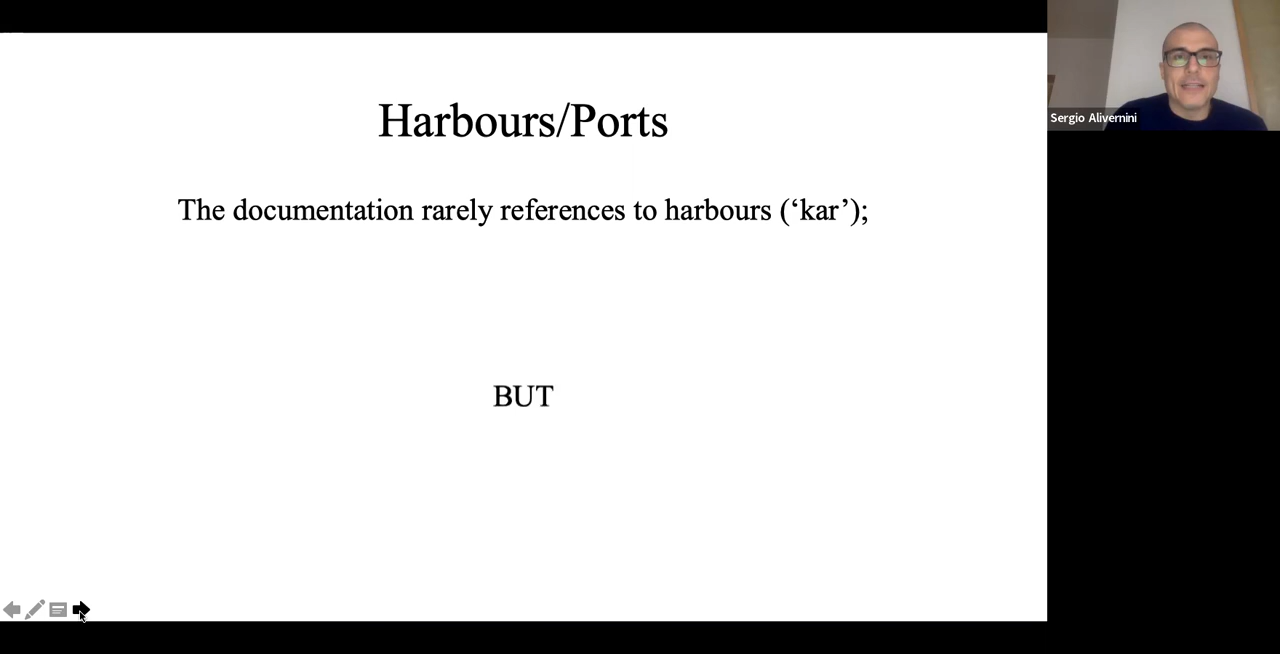 Harbours/Ports
The documentation rarely references to harbours (‘kar’);
BUT
Sergio Alivernini